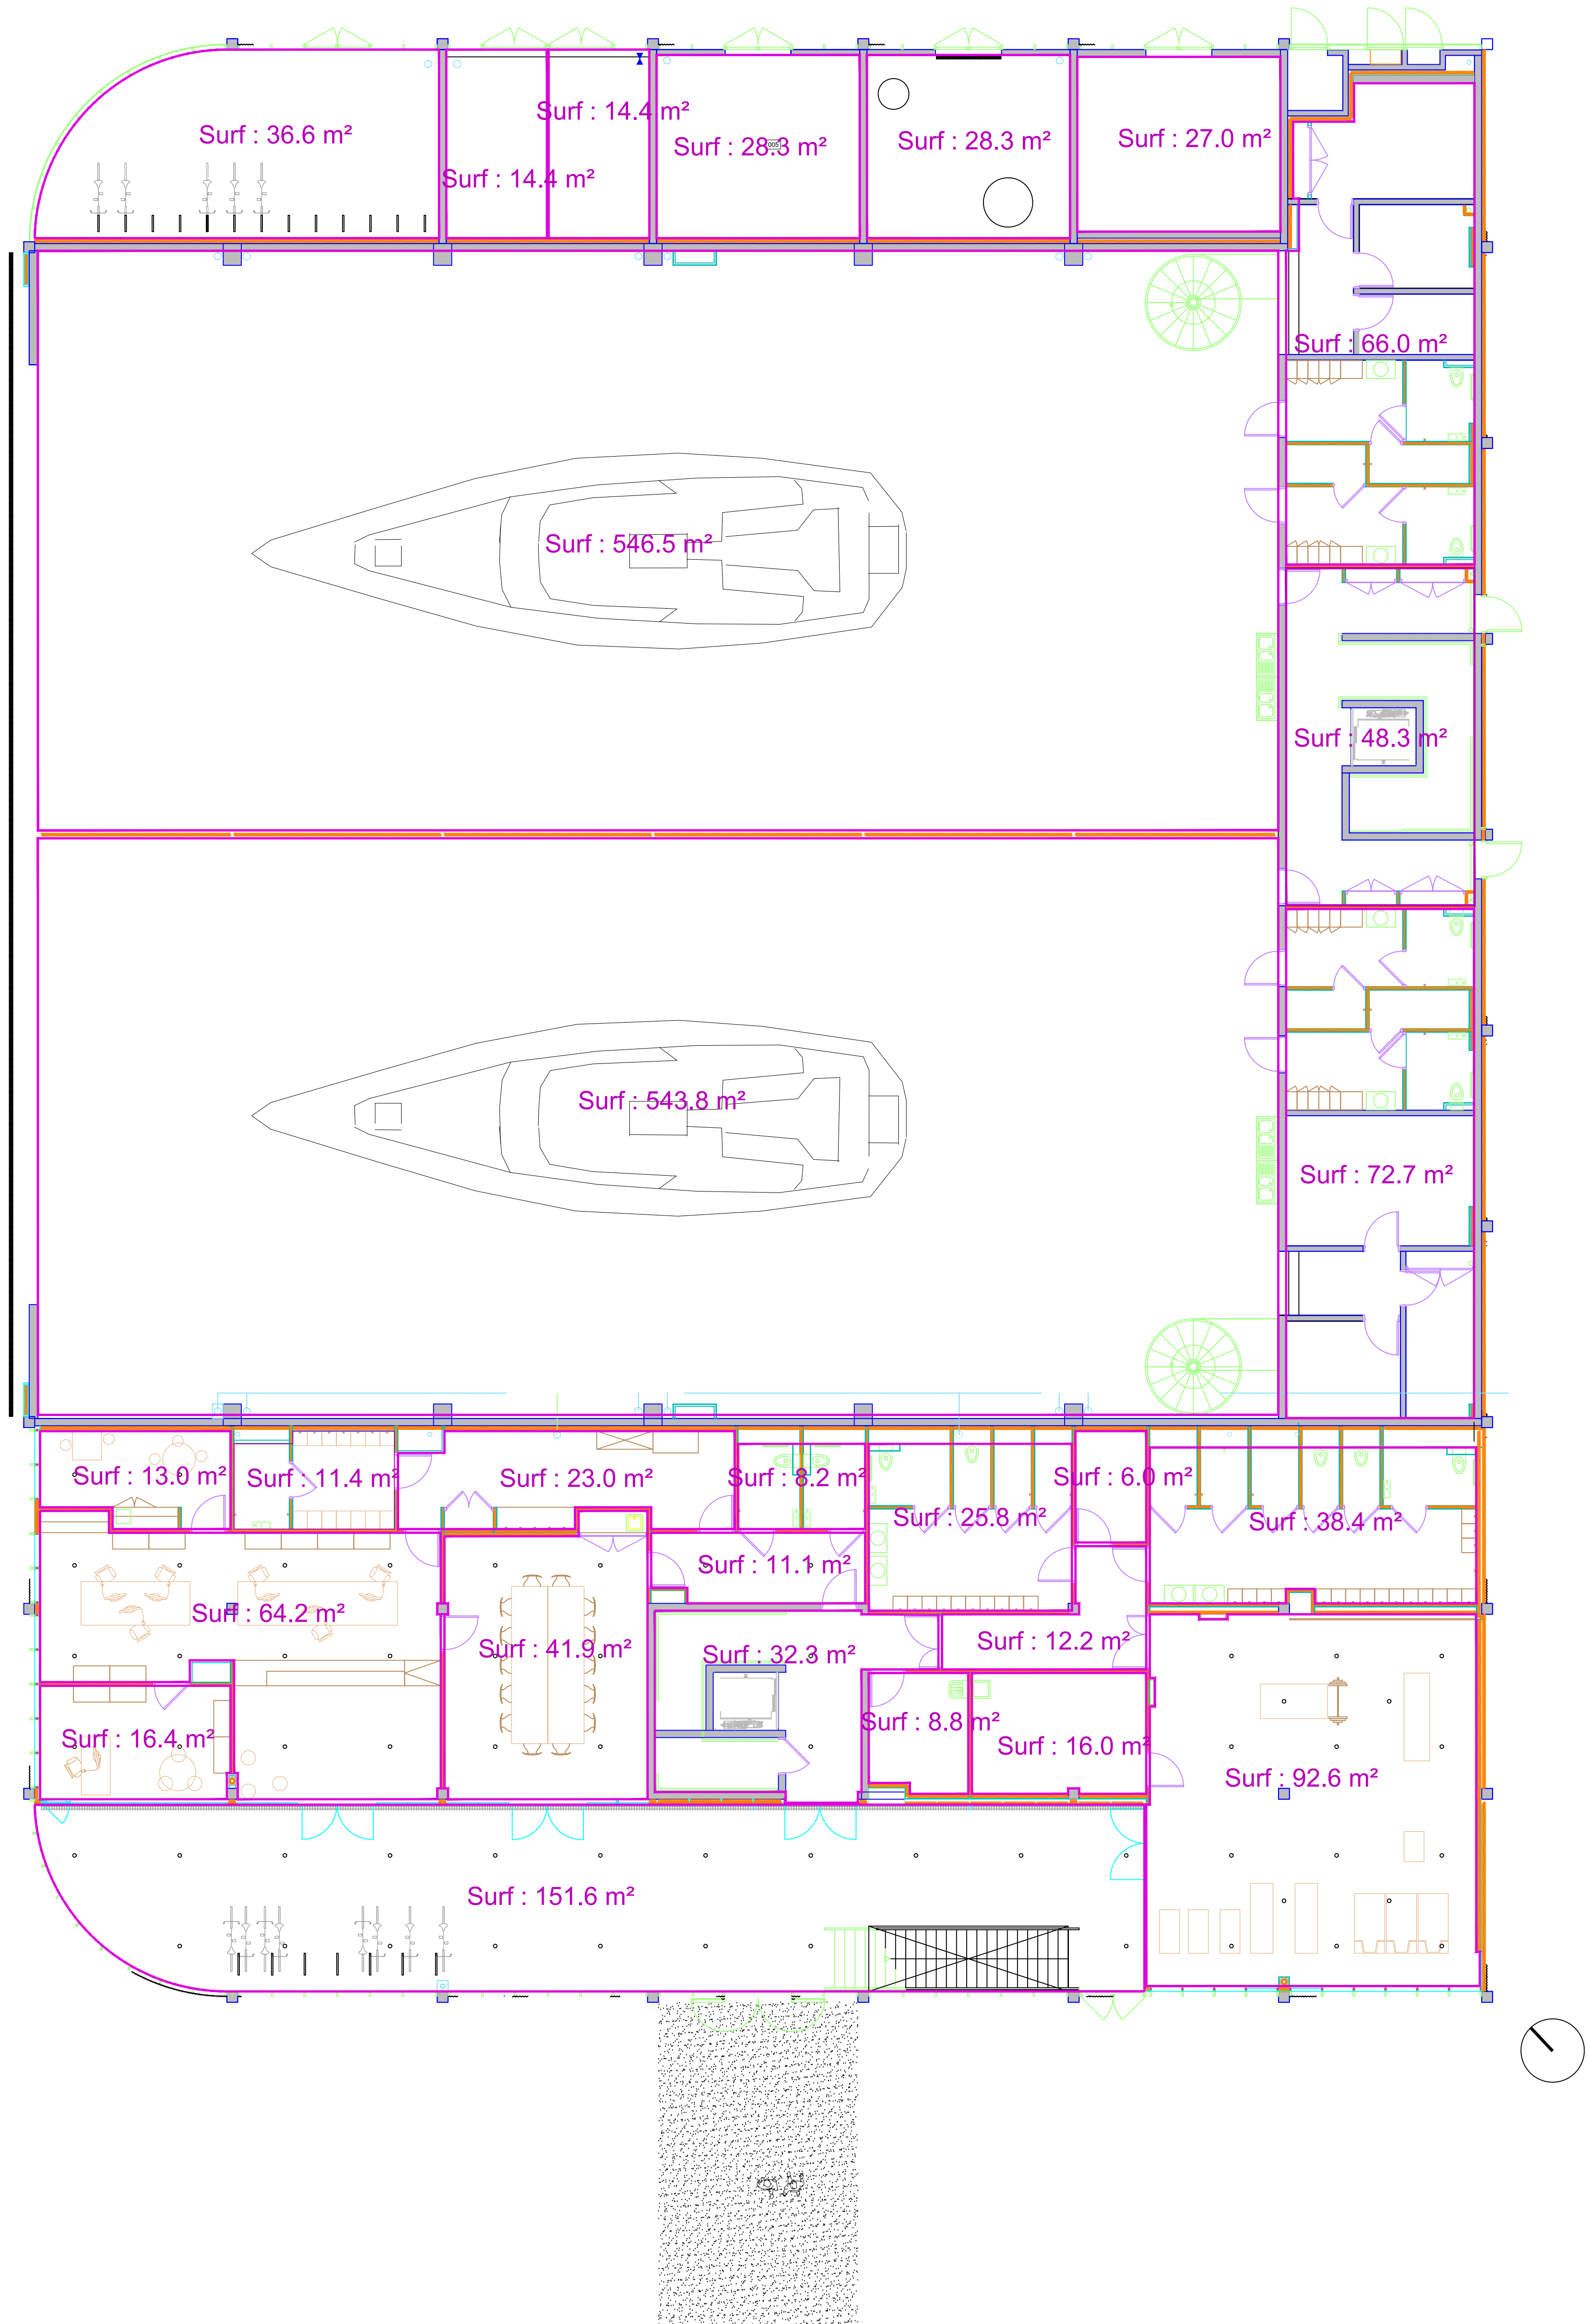 Surf : 36.6 m²
Surf : 14.4 m²
Surf : 14.4 m²
Surf : 28.3 m²
005
Surf : 28.3 m²
Surf : 27.0 m²
Surf : 66.0 m²
Surf : 546.5 m²
Surf : 48.3 m²
Surf : 543.8 m²
Surf : 72.7 m²
Surf : 13.0 m²
Surf : 11.4 m²
Surf : 23.0 m²
Surf : 8.2 m²
Surf : 25.8 m²
Surf : 6.0 m²
Surf : 38.4 m²
Surf : 11.1 m²
Surf : 64.2 m²
Surf : 41.9 m²
Surf : 32.3 m²
Surf : 12.2 m²
Surf : 16.4 m²
Surf : 8.8 m²
Surf : 16.0 m²
Surf : 92.6 m²
Surf : 151.6 m²